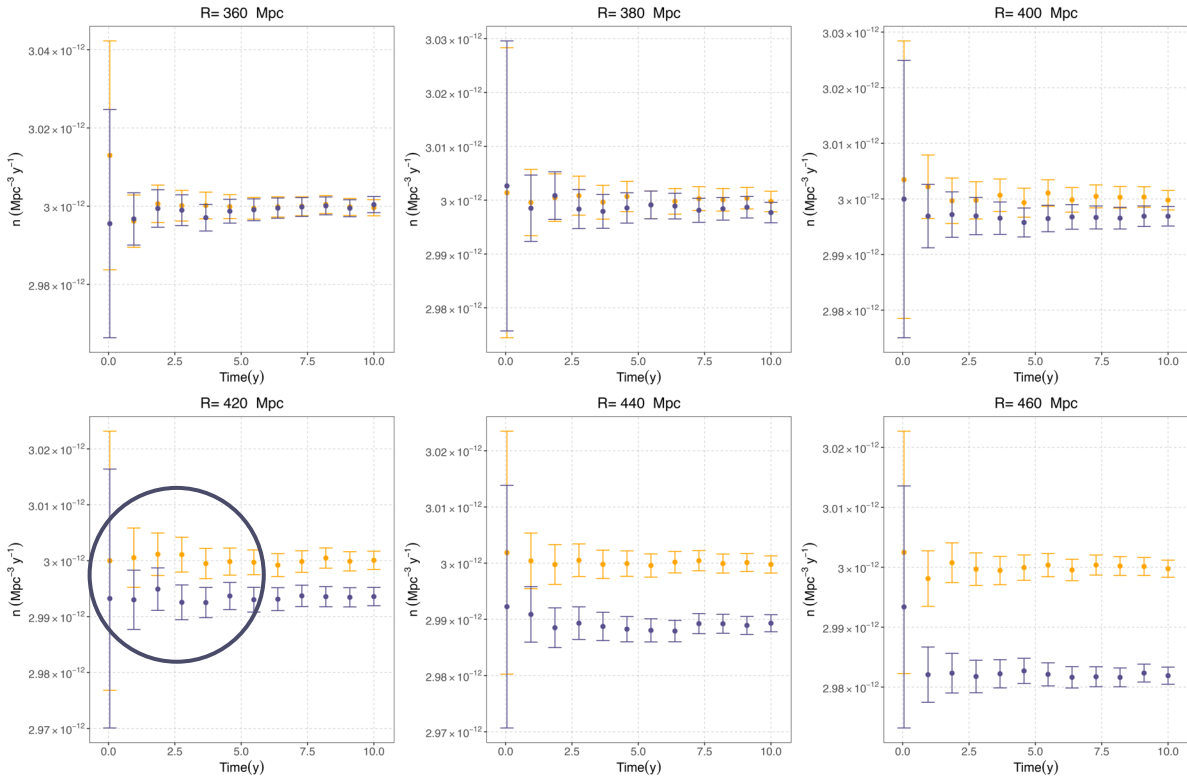 R= 360 Mpc
n (Mpc⁻³ y⁻¹)
3.04 × 10⁻¹²
3.02 × 10⁻¹²
3.00 × 10⁻¹²
2.98 × 10⁻¹²
0.0 2.5 5.0 7.5 10.0
Time(y)
R= 380 Mpc
n (Mpc⁻³ y⁻¹)
3.03 × 10⁻¹²
3.02 × 10⁻¹²
3.01 × 10⁻¹²
3.00 × 10⁻¹²
2.99 × 10⁻¹²
2.98 × 10⁻¹²
0.0 2.5 5.0 7.5 10.0
Time(y)
R= 400 Mpc
n (Mpc⁻³ y⁻¹)
3.03 × 10⁻¹²
3.02 × 10⁻¹²
3.01 × 10⁻¹²
3.00 × 10⁻¹²
2.99 × 10⁻¹²
2.98 × 10⁻¹²
0.0 2.5 5.0 7.5 10.0
Time(y)
R= 420 Mpc
n (Mpc⁻³ y⁻¹)
3.02 × 10⁻¹²
3.01 × 10⁻¹²
3.00 × 10⁻¹²
2.99 × 10⁻¹²
2.98 × 10⁻¹²
2.97 × 10⁻¹²
0.0 2.5 5.0 7.5 10.0
Time(y)
R= 440 Mpc
n (Mpc⁻³ y⁻¹)
3.02 × 10⁻¹²
3.01 × 10⁻¹²
3.00 × 10⁻¹²
2.99 × 10⁻¹²
2.98 × 10⁻¹²
2.97 × 10⁻¹²
0.0 2.5 5.0 7.5 10.0
Time(y)
R= 460 Mpc
n (Mpc⁻³ y⁻¹)
3.02 × 10⁻¹²
3.01 × 10⁻¹²
3.00 × 10⁻¹²
2.99 × 10⁻¹²
2.98 × 10⁻¹²
0.0 2.5 5.0 7.5 10.0
Time(y)